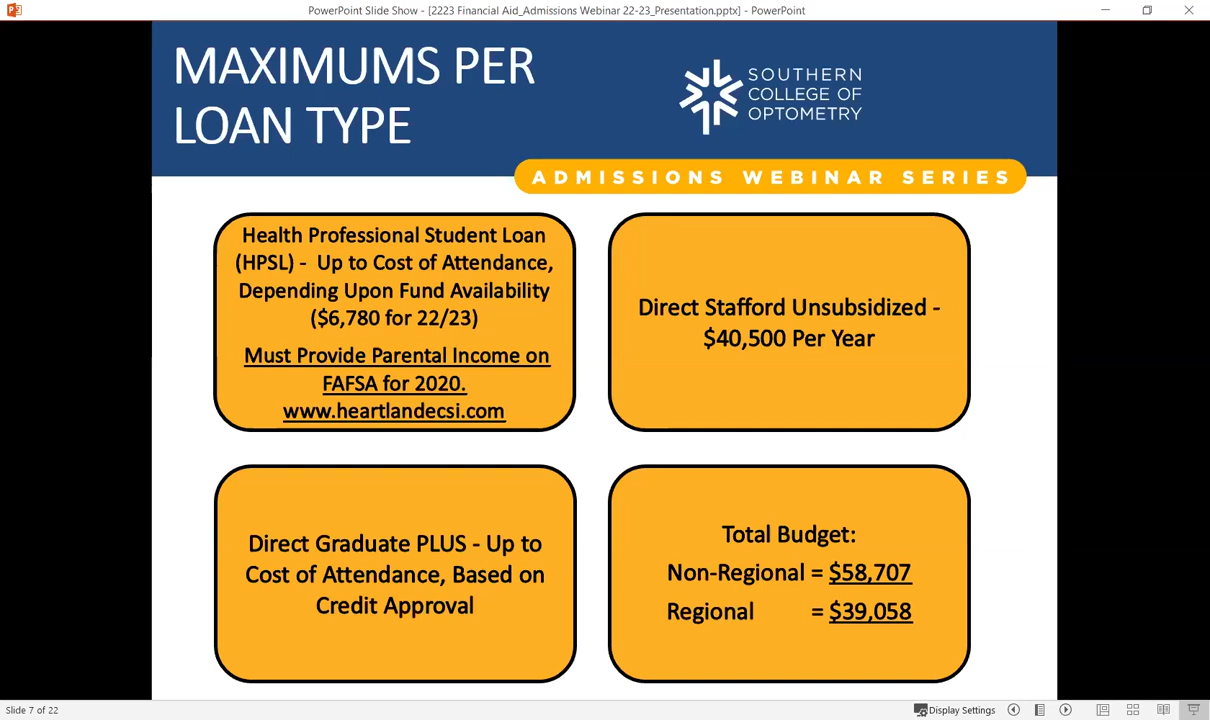 PowerPoint Slide Show - [2223 Financial Aid_Admissions Webinar 22-23_Presentation.pptx] - PowerPoint
MAXIMUMS PER
LOAN TYPE
SOUTHERN
COLLEGE OF
OPTOMETRY
ADMISSIONS WEBINAR SERIES
Health Professional Student Loan
(HPSL) - Up to Cost of Attendance,
Depending Upon Fund Availability
($6,780 for 22/23)
Must Provide Parental Income on
FAFSA for 2020.
www.heartlandecsi.com
Direct Stafford Unsubsidized -
$40,500 Per Year
Direct Graduate PLUS - Up to
Cost of Attendance, Based on
Credit Approval
Total Budget:
Non-Regional = $58,707
Regional = $39,058
Slide 7 of 22
Display Settings